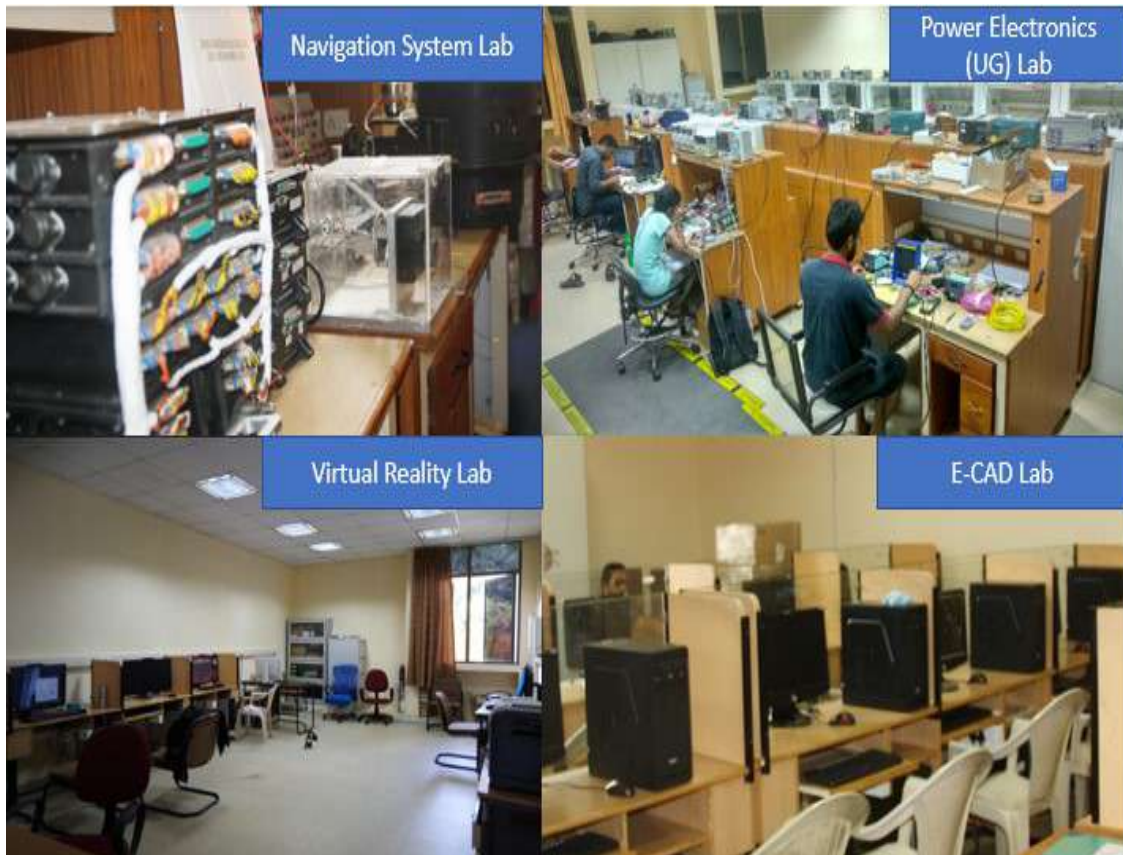 Navigation System Lab
Power Electronics
(UG) Lab
Virtual Reality Lab
E-CAD Lab